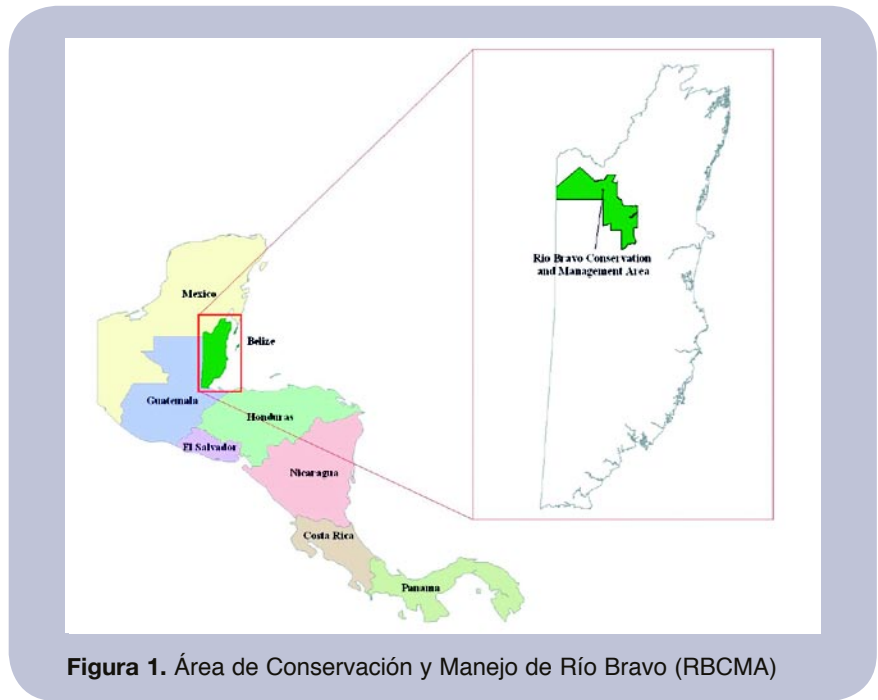 Mexico
Belize
Guatemala
Honduras
El Salvador
Nicaragua
Costa Rica
Panama
Rio Bravo Conservation
and Management Area
Figura 1. Área de Conservación y Manejo de Río Bravo (RBCMA)